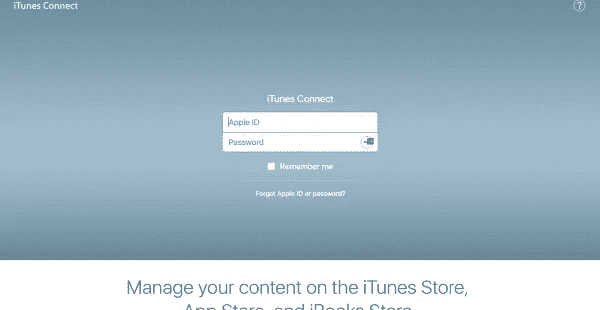 iTunes Connect
?
iTunes Connect
Apple ID
Password
Remember me
Forgot Apple ID or password?
Manage your content on the iTunes Store,
App Store, and iBooks Store.